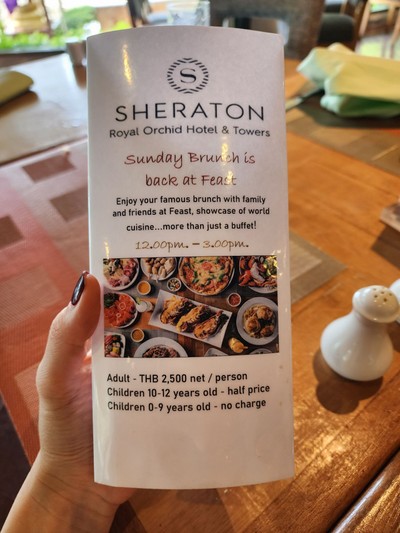 S
SHERATON
Royal Orchid Hotel & Towers
Sunday Brunch is
back at Feast
Enjoy your famous brunch with family
and friends at Feast, showcase of world
cuisine...more than just a buffet!
12.00pm. – 3.00pm.
Adult - THB 2,500 net / person
Children 10-12 years old - half price
Children 0-9 years old - no charge